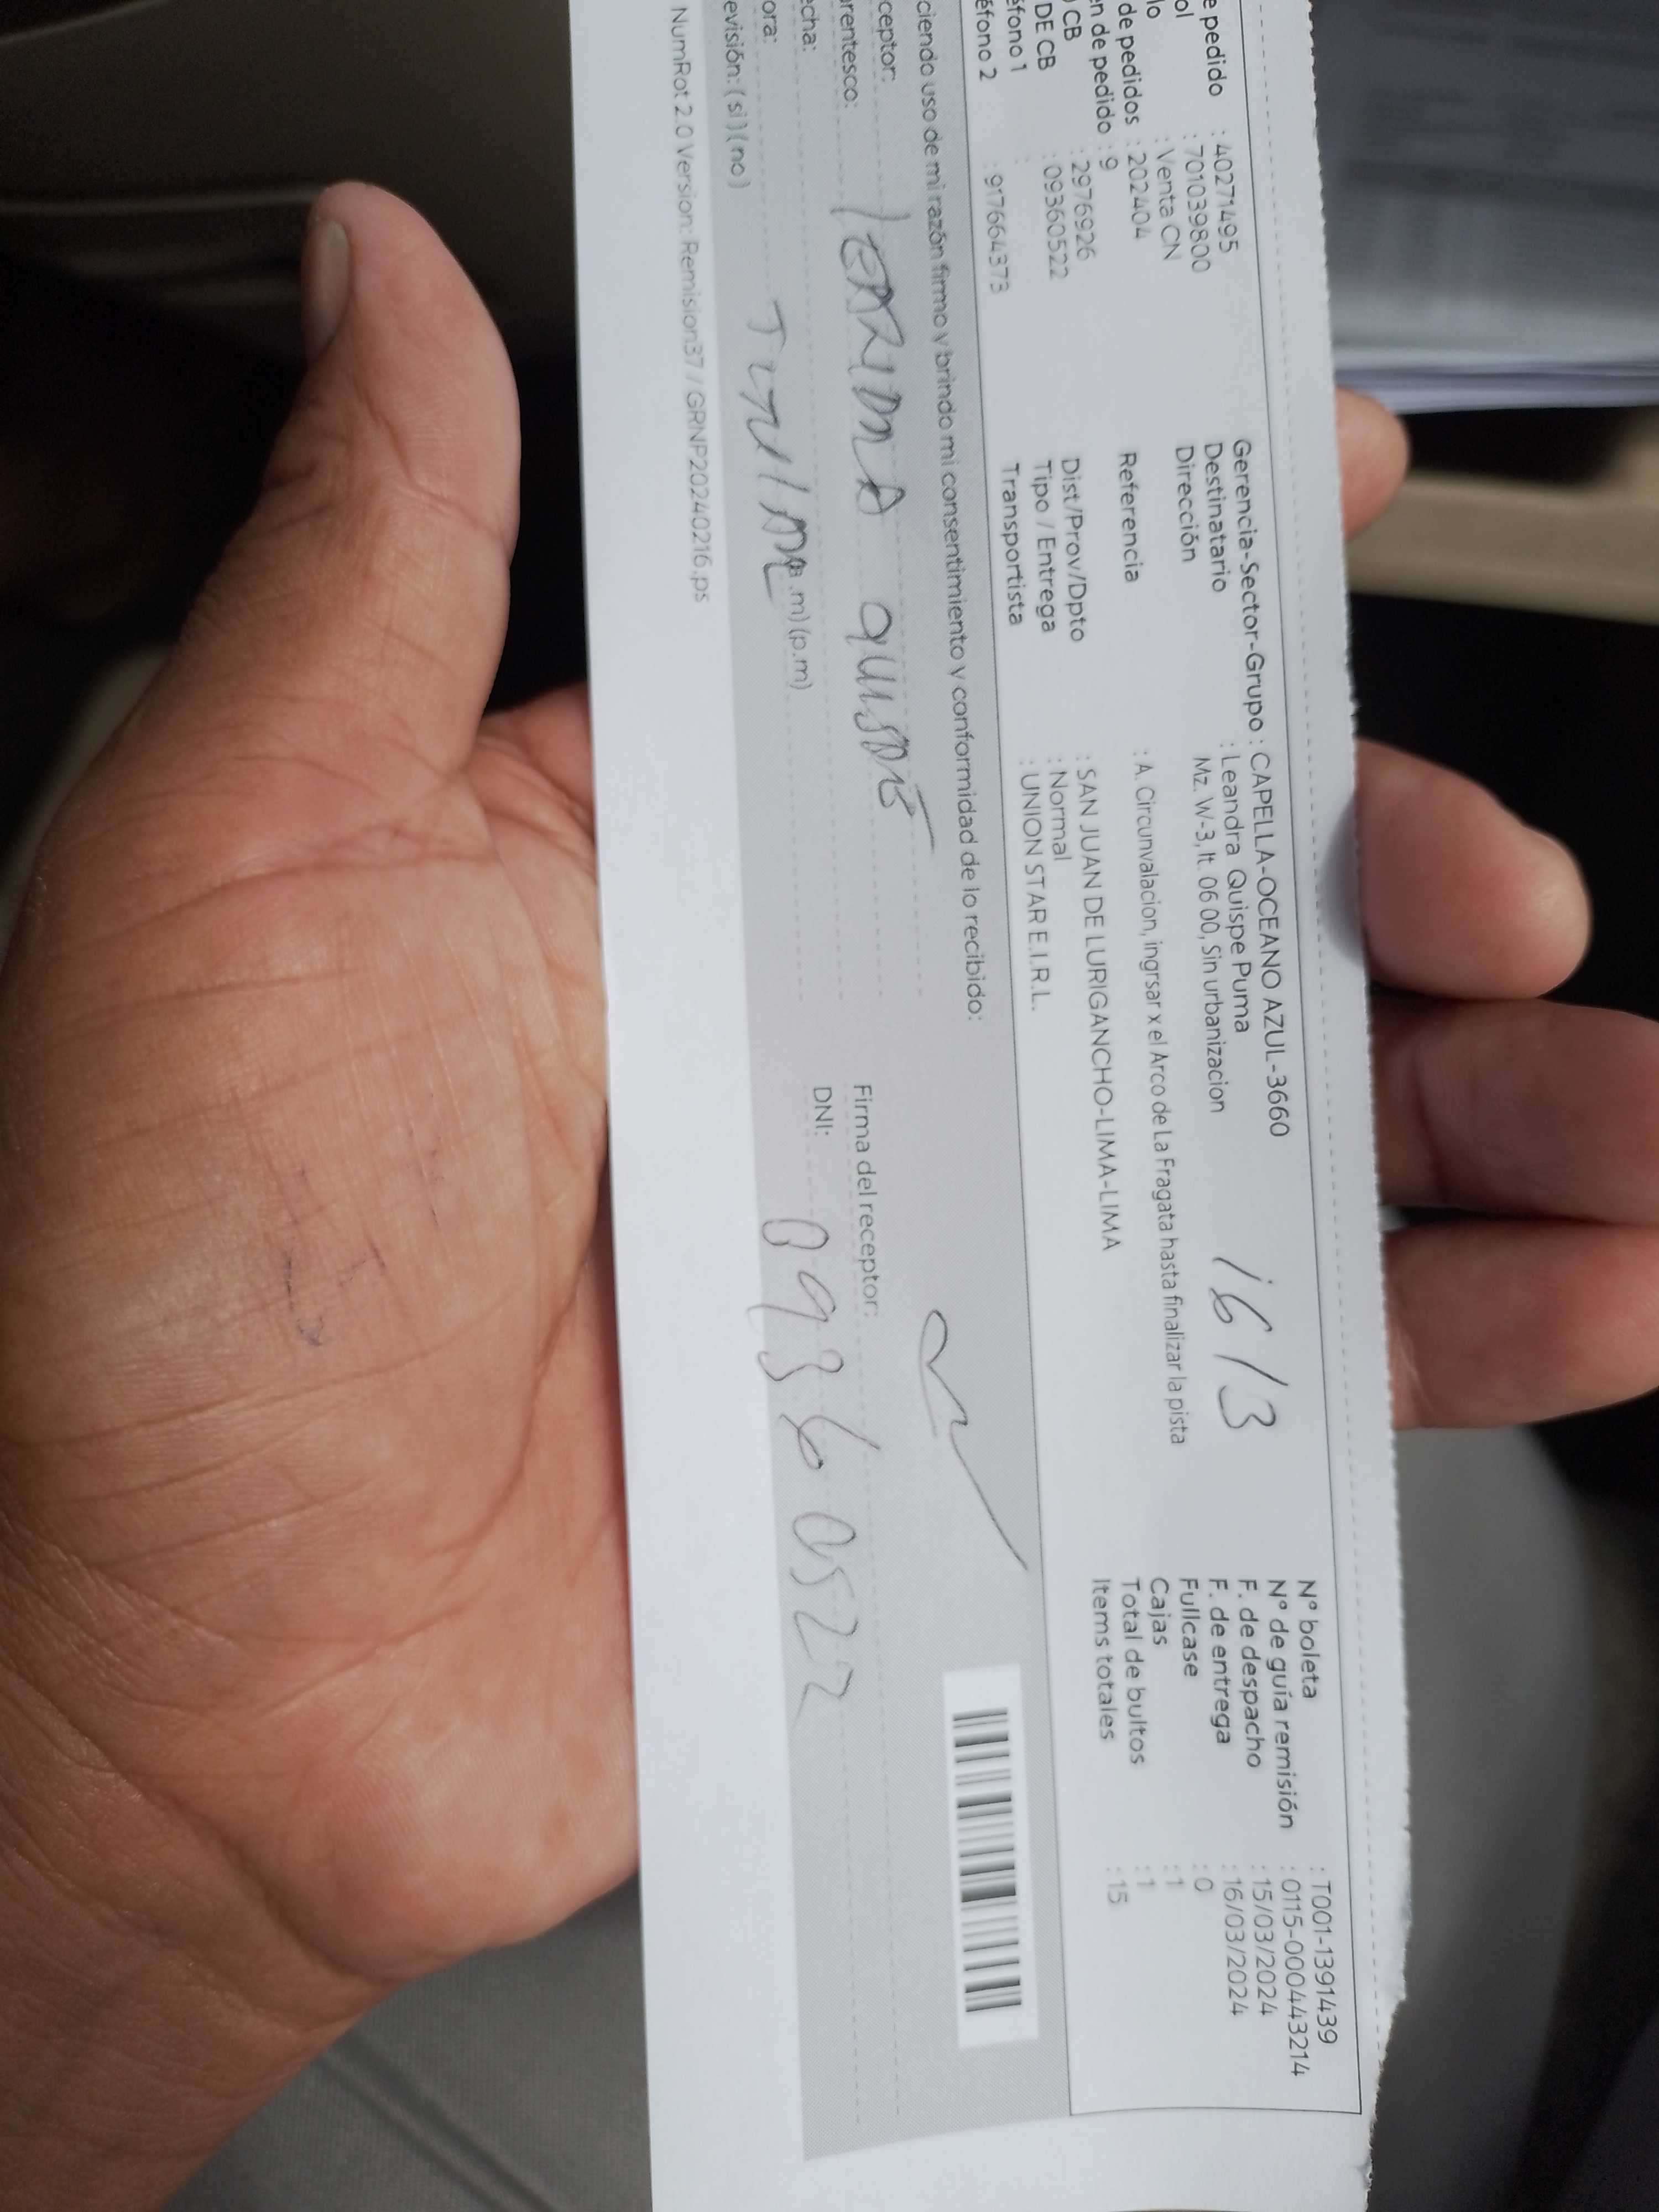 e pedido : 40271495
ol : 701039800
lo : Venta CN
de pedidos : 202404
n de pedido : 9
CB : 2976926
DE CB : 09360522
éfono 1 :
éfono 2 : 917664373
Gerencia-Sector-Grupo : CAPELLA-OCEANO AZUL-3660
Destinatario : Leandra Quispe Puma
Dirección Mz. W-3, lt. 06 00, Sin urbanizacion
Referencia : A. Circunvalacion, ingrsar x el Arco de La Fragata hasta finalizar la pista
Dist/Prov/Dpto : SAN JUAN DE LURIGANCHO-LIMA-LIMA
Tipo / Entrega : Normal
Transportista : UNION STAR E.I.R.L.
16/3
N° boleta : T001-1391439
N° de guía remisión : 0115-000443214
F. de despacho : 15/03/2024
F. de entrega : 16/03/2024
Fullcase : 0
Cajas : 1
Total de bultos : 1
Items totales : 15
ciendo uso de mi razón firmo y brindo mi consentimiento y conformidad de lo recibido:
ceptor:
rentesco:
echa:
ora: (a.m) (p.m)
evisión: ( si ) ( no )
Firma del receptor:
DNI: 09360522
NumRot 2.0 Version: Remision37 / GRNP20240216.ps